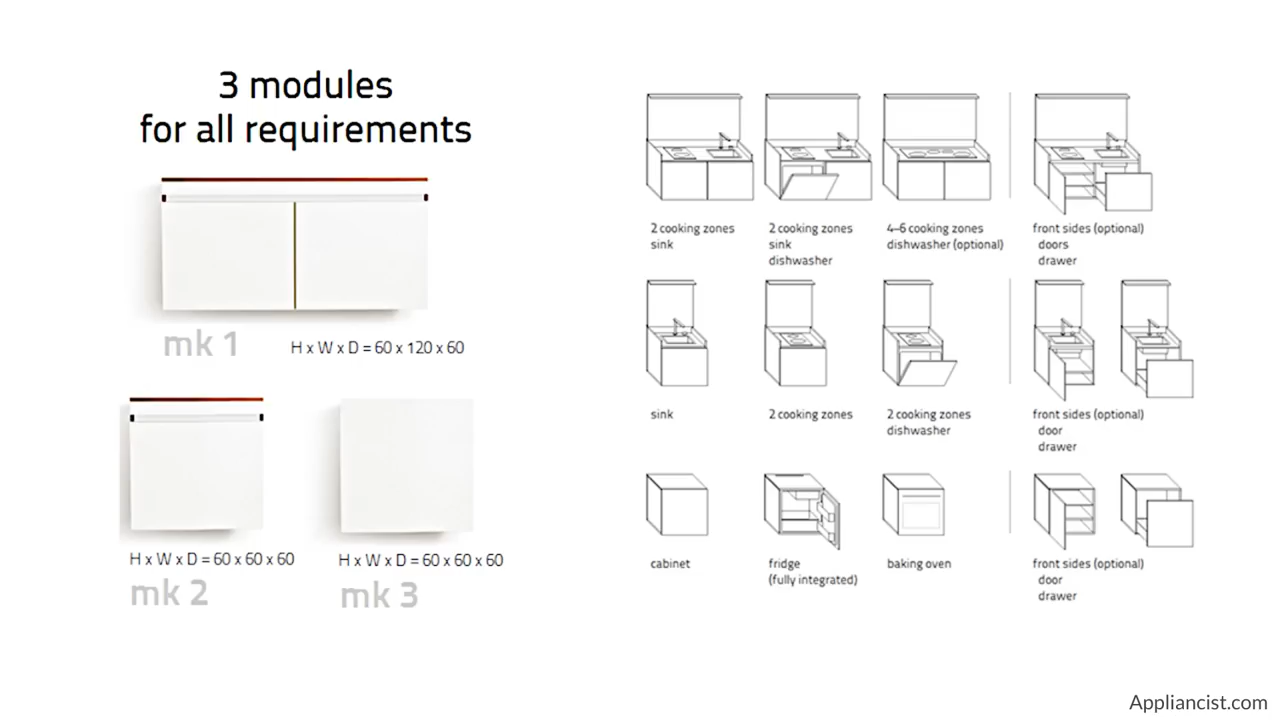 3 modules
for all requirements
mk 1
H x W x D = 60 x 120 x 60
H x W x D = 60 x 60 x 60
mk 2
H x W x D = 60 x 60 x 60
mk 3
2 cooking zones
sink
2 cooking zones
sink
dishwasher
4–6 cooking zones
dishwasher (optional)
front sides (optional)
doors
drawer
sink
2 cooking zones
2 cooking zones
dishwasher
front sides (optional)
door
drawer
cabinet
fridge
(fully integrated)
baking oven
front sides (optional)
door
drawer
Appliancist.com